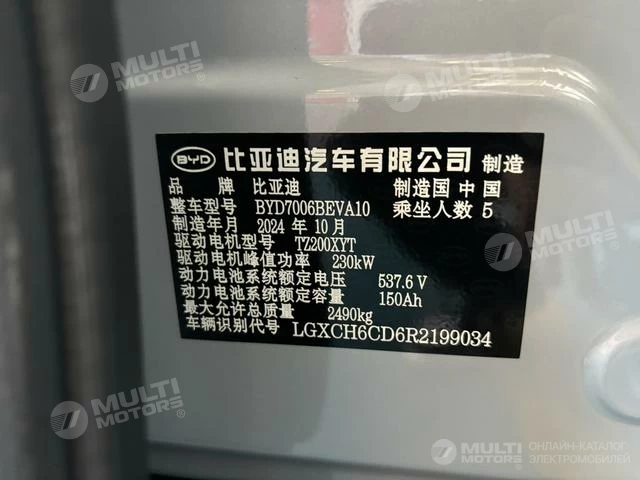 MULTI MOTORS®
MULTI MOTORS®
MULTI MOTORS®
BYD 比亚迪汽车有限公司 制造
品牌 比亚迪 制造国 中国
整车型号 BYD7006BEVA10 乘坐人数 5
制造年月 2024 年 10 月
驱动电机型号 TZ200XYT
驱动电机峰值功率 230kW
动力电池系统额定电压 537.6 V
动力电池系统额定容量 150Ah
最大允许总质量 2490kg
车辆识别代号 LGXCH6CD6R2199034
MULTI MOTORS®
MULTI MOTORS®
MULTI MOTORS®
ОНЛАЙН-КАТАЛОГ
ЭЛЕКТРОМОБИЛЕЙ